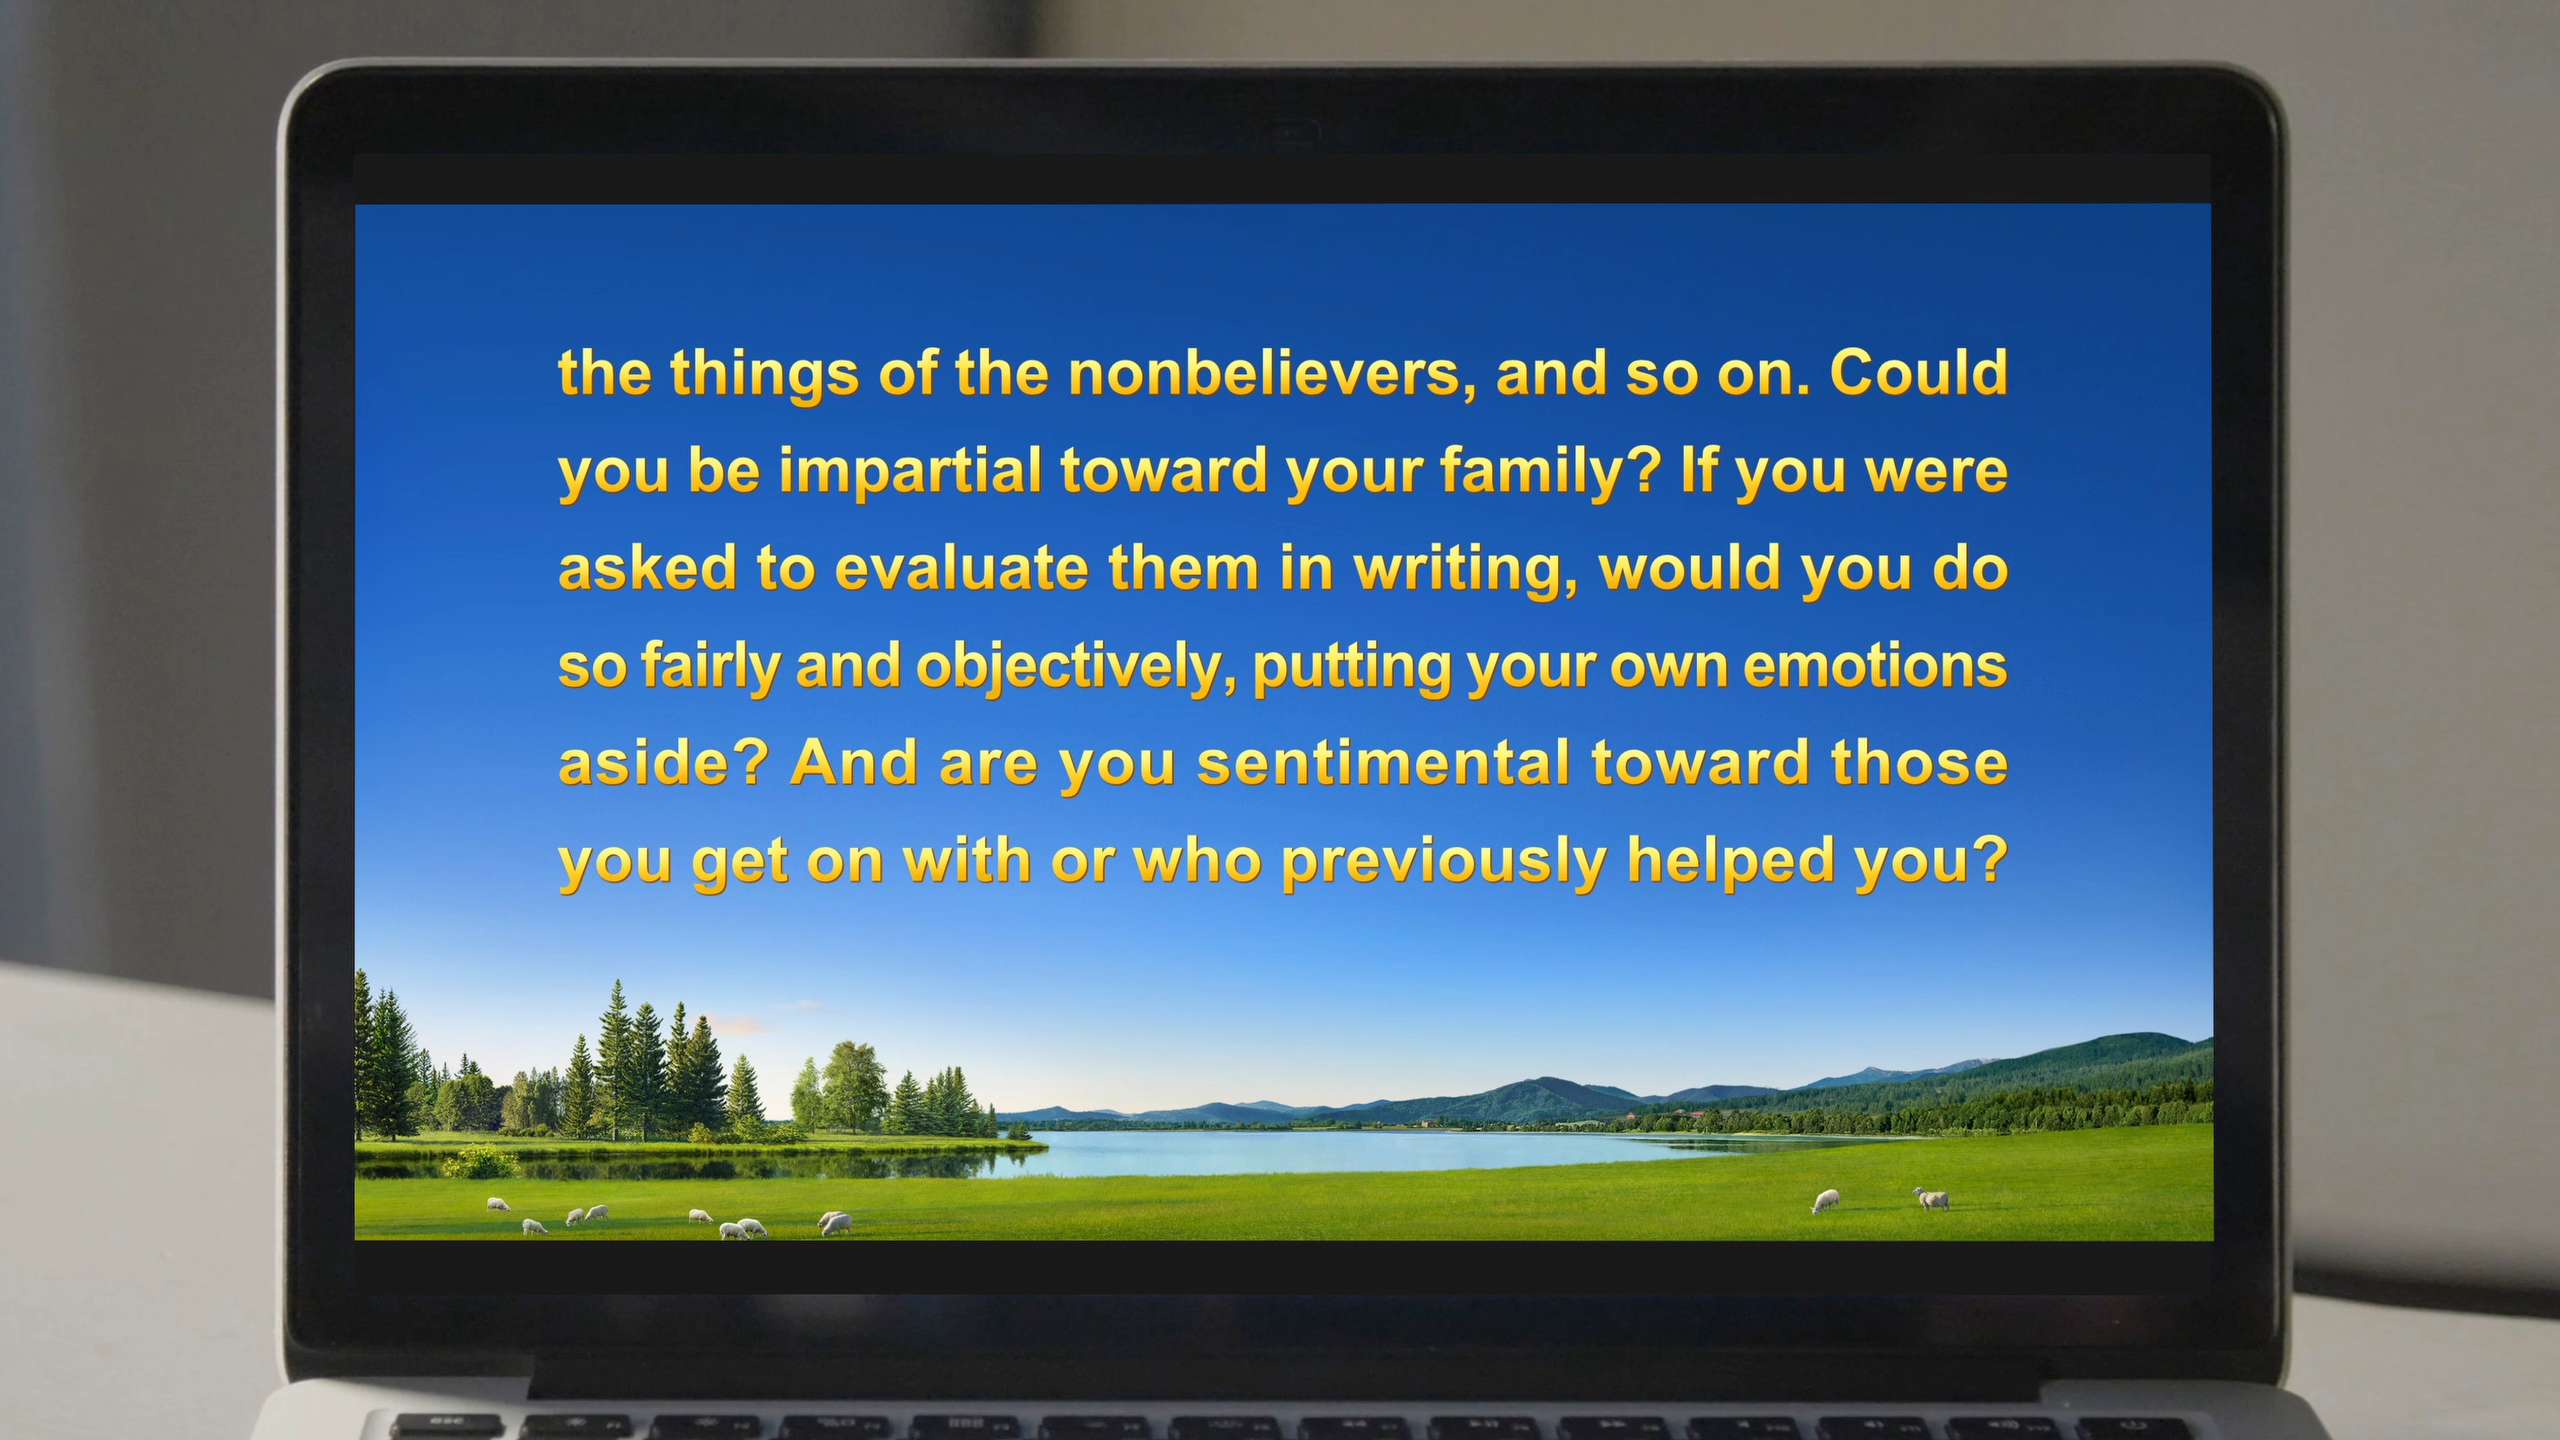 the things of the nonbelievers, and so on. Could
you be impartial toward your family? If you were
asked to evaluate them in writing, would you do
so fairly and objectively, putting your own emotions
aside? And are you sentimental toward those
you get on with or who previously helped you?
esc